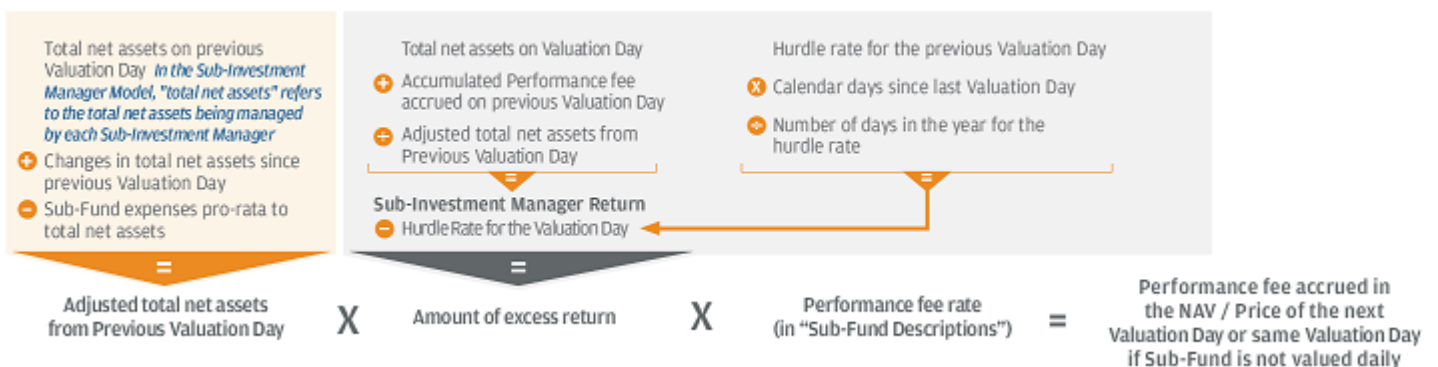 Total net assets on previous
Valuation Day In the Sub-Investment
Manager Model, "total net assets" refers
to the total net assets being managed
by each Sub-Investment Manager
+ Changes in total net assets since
previous Valuation Day
− Sub-Fund expenses pro-rata to
total net assets
=
Adjusted total net assets
from Previous Valuation Day
X
Total net assets on Valuation Day
+ Accumulated Performance fee
accrued on previous Valuation Day
÷ Adjusted total net assets from
Previous Valuation Day
=
Sub-Investment Manager Return
− Hurdle Rate for the Valuation Day
=
Amount of excess return
Hurdle rate for the previous Valuation Day
X Calendar days since last Valuation Day
÷ Number of days in the year for the
hurdle rate
=
X
Performance fee rate
(in “Sub-Fund Descriptions”)
=
Performance fee accrued in
the NAV / Price of the next
Valuation Day or same Valuation Day
if Sub-Fund is not valued daily